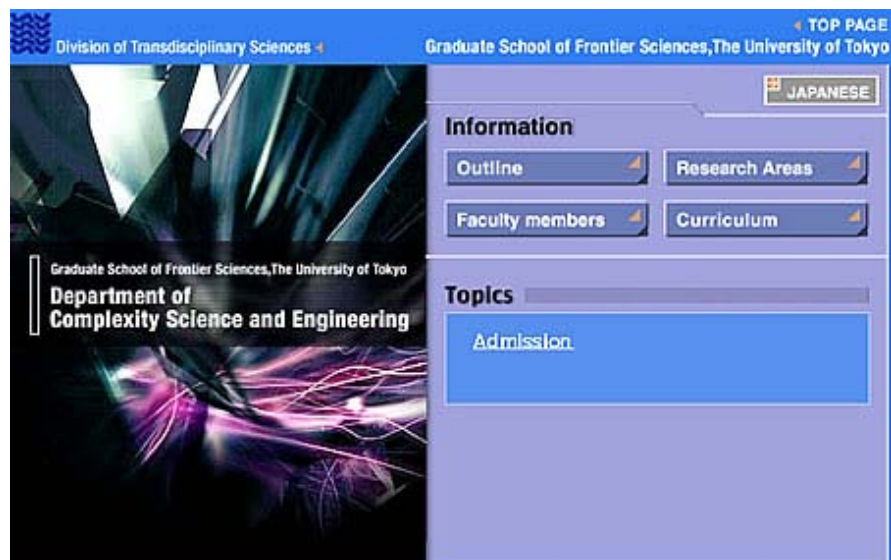 TOP PAGE
Division of Transdisciplinary Sciences
Graduate School of Frontier Sciences,The University of Tokyo
JAPANESE
Information
Outline
Research Areas
Faculty members
Curriculum
Graduate School of Frontier Sciences,The University of Tokyo
Department of
Complexity Science and Engineering
Topics
Admission